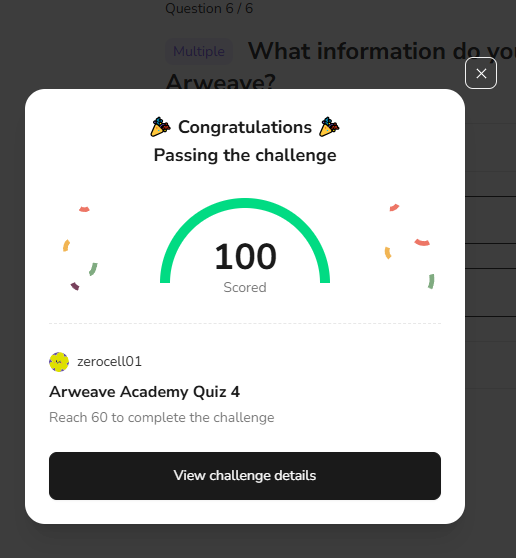 Question 6 / 6
Multiple What information do you
Arweave?
Congratulations
Passing the challenge
100
Scored
zerocell01
Arweave Academy Quiz 4
Reach 60 to complete the challenge
View challenge details